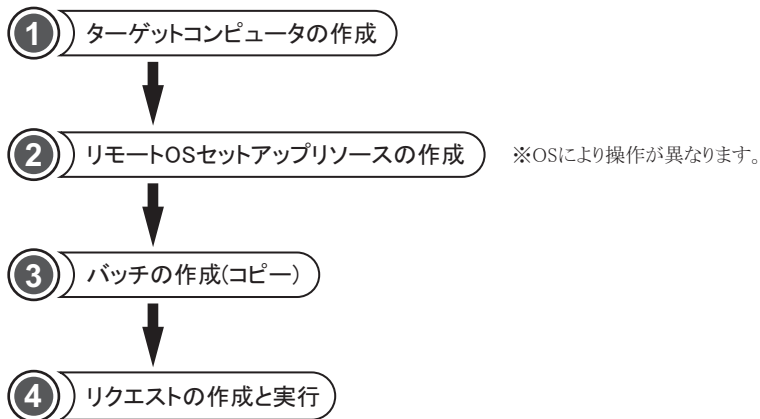 1 ターゲットコンピュータの作成
2 リモートOSセットアップリソースの作成 ※OSにより操作が異なります。
3 バッチの作成(コピー)
4 リクエストの作成と実行